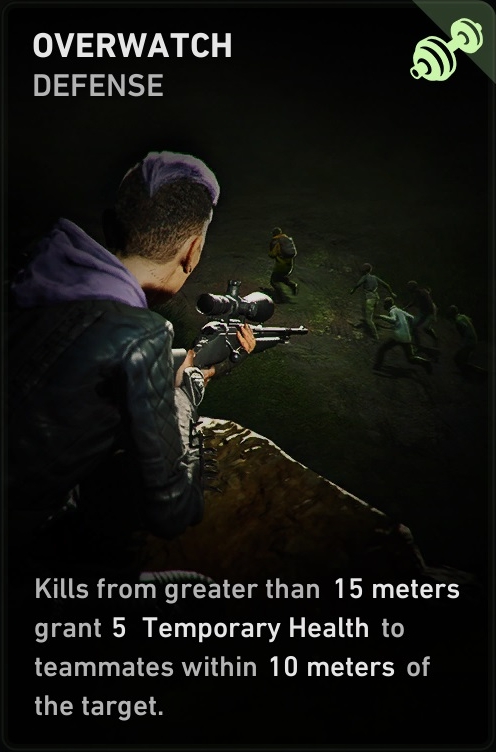 OVERWATCH
DEFENSE
Kills from greater than 15 meters
grant 5 Temporary Health to
teammates within 10 meters of
the target.